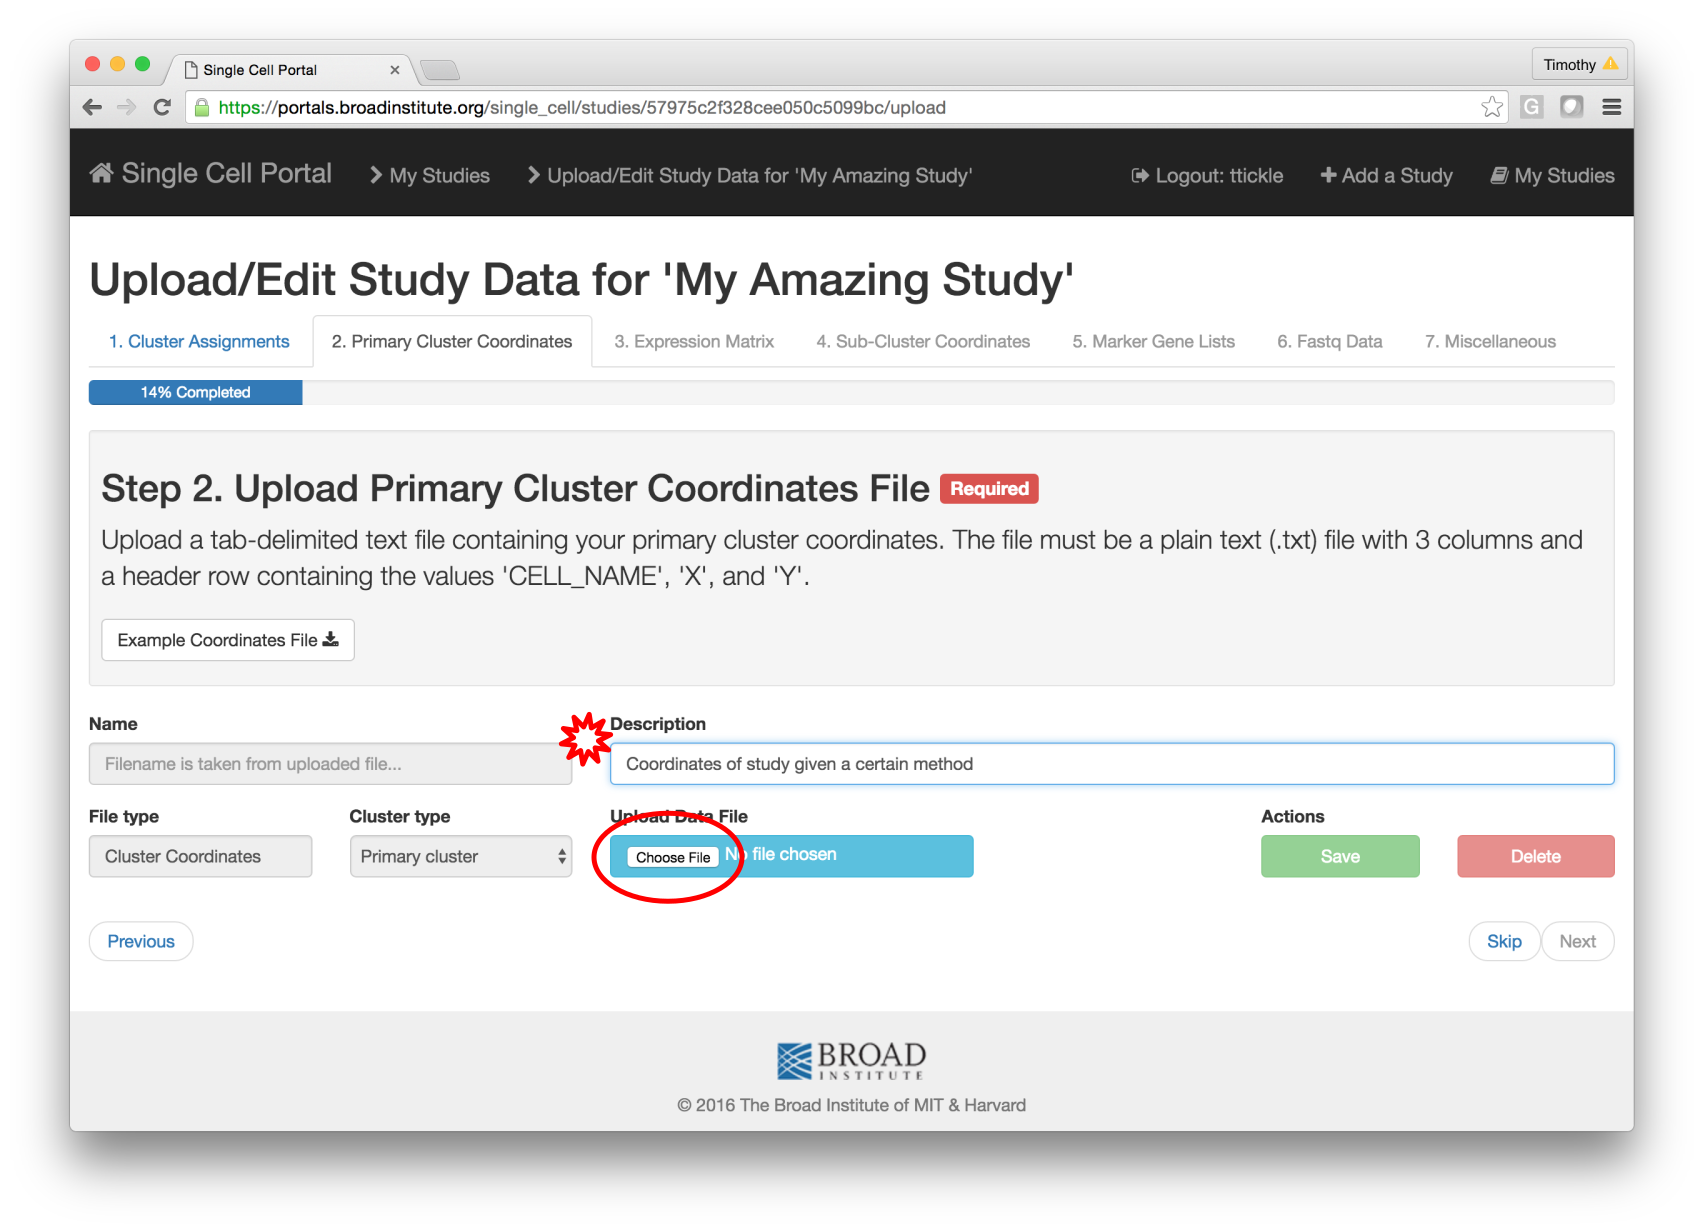 Single Cell Portal
Timothy
https://portals.broadinstitute.org/single_cell/studies/57975c2f328cee050c5099bc/upload
G
Single Cell Portal My Studies Upload/Edit Study Data for 'My Amazing Study' Logout: ttickle Add a Study My Studies
Upload/Edit Study Data for 'My Amazing Study'
1. Cluster Assignments 2. Primary Cluster Coordinates 3. Expression Matrix 4. Sub-Cluster Coordinates 5. Marker Gene Lists 6. Fastq Data 7. Miscellaneous
14% Completed
Step 2. Upload Primary Cluster Coordinates File Required
Upload a tab-delimited text file containing your primary cluster coordinates. The file must be a plain text (.txt) file with 3 columns and
a header row containing the values 'CELL_NAME', 'X', and 'Y'.
Example Coordinates File
Name Description
Filename is taken from uploaded file... Coordinates of study given a certain method
File type Cluster type Upload Data File Actions
Cluster Coordinates Primary cluster Choose File No file chosen Save Delete
Previous Skip Next
BROAD
INSTITUTE
© 2016 The Broad Institute of MIT & Harvard